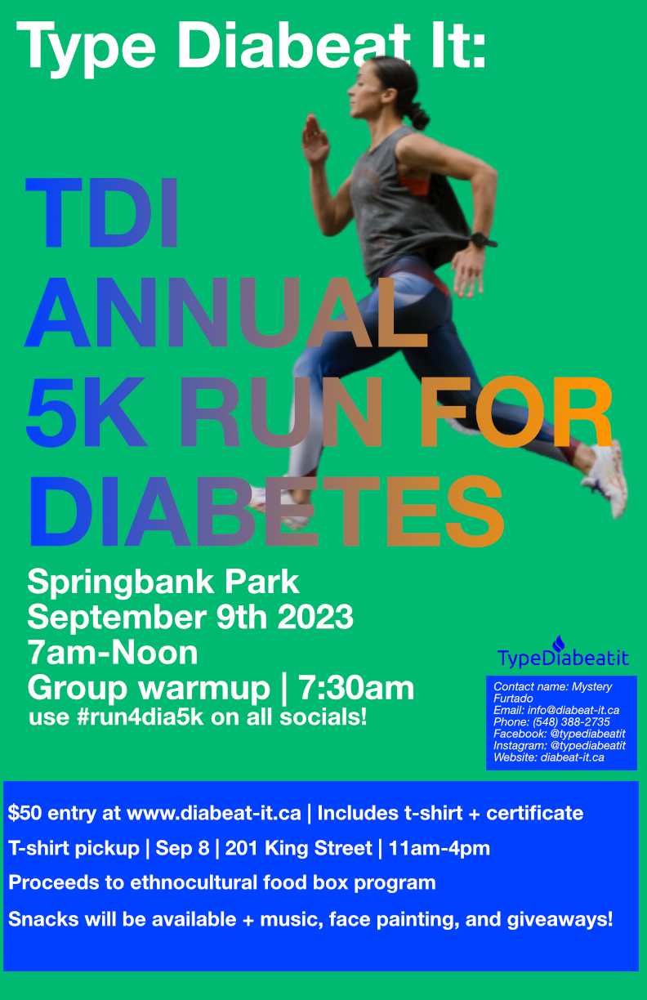 Type Diabeat It:
TDI
ANNUAL
5K RUN FOR
DIABETES
Springbank Park
September 9th 2023
7am-Noon
Group warmup | 7:30am
use #run4dia5k on all socials!
TypeDiabeat-it
Contact name: Mystery
Furtado
Email: info@diabeat-it.ca
Phone: (548) 388-2735
Facebook: @typediabeatit
Instagram: @typediabeatit
Website: diabeat-it.ca
$50 entry at www.diabeat-it.ca | Includes t-shirt + certificate
T-shirt pickup | Sep 8 | 201 King Street | 11am-4pm
Proceeds to ethnocultural food box program
Snacks will be available + music, face painting, and giveaways!